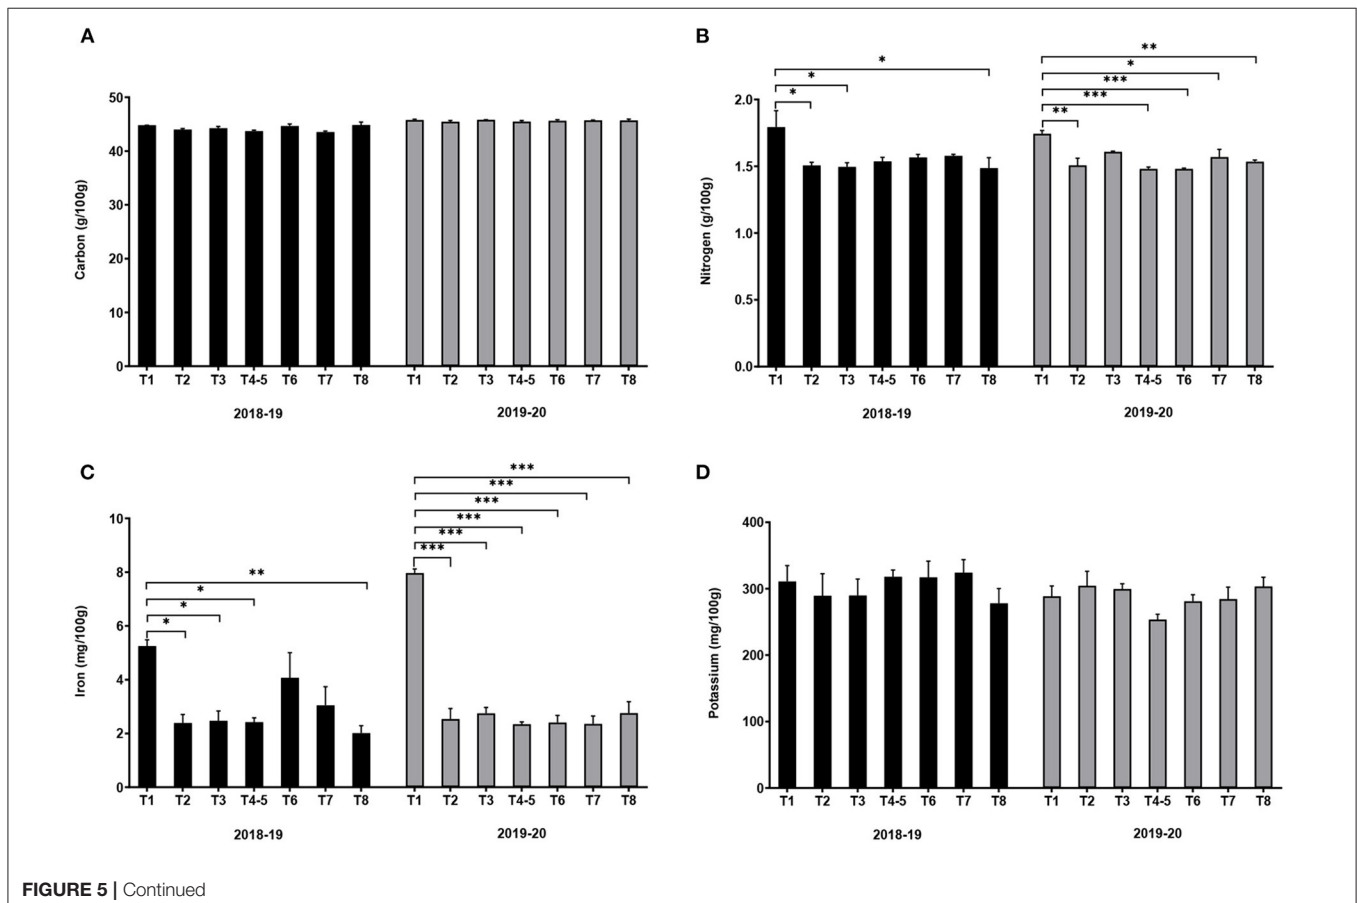 A
Carbon (g/100g)
50
40
30
20
10
0
T1 T2 T3 T4-5 T6 T7 T8 T1 T2 T3 T4-5 T6 T7 T8
2018-19 2019-20
B
Nitrogen (g/100g)
2.0
1.5
1.0
0.5
0.0
* * *
** *** *** * **
T1 T2 T3 T4-5 T6 T7 T8 T1 T2 T3 T4-5 T6 T7 T8
2018-19 2019-20
C
Iron (mg/100g)
10
8
6
4
2
0
* * * **
*** *** *** *** *** ***
T1 T2 T3 T4-5 T6 T7 T8 T1 T2 T3 T4-5 T6 T7 T8
2018-19 2019-20
D
Potassium (mg/100g)
400
300
200
100
0
T1 T2 T3 T4-5 T6 T7 T8 T1 T2 T3 T4-5 T6 T7 T8
2018-19 2019-20
FIGURE 5 | Continued